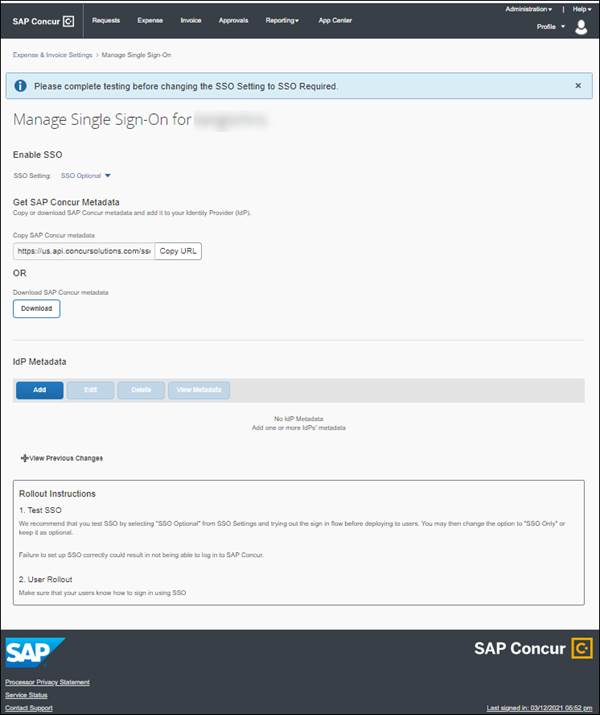 Administration | Help
SAP Concur C Requests Expense Invoice Approvals Reporting App Center
Profile
Expense & Invoice Settings > Manage Single Sign-On
Please complete testing before changing the SSO Setting to SSO Required. ×
Manage Single Sign-On for
Enable SSO
SSO Setting: SSO Optional
Get SAP Concur Metadata
Copy or download SAP Concur metadata and add it to your Identity Provider (IdP).
Copy SAP Concur metadata
https://us.api.concursolutions.com/sso Copy URL
OR
Download SAP Concur metadata
Download
IdP Metadata
Add Edit Delete View Metadata
No IdP Metadata
Add one or more IdPs' metadata
View Previous Changes
Rollout Instructions
1. Test SSO
We recommend that you test SSO by selecting "SSO Optional" from SSO Settings and trying out the sign in flow before deploying to users. You may then change the option to "SSO Only" or
keep it as optional.
Failure to set up SSO correctly could result in not being able to log in to SAP Concur.
2. User Rollout
Make sure that your users know how to sign in using SSO
SAP
SAP Concur C
Processor Privacy Statement
Service Status
Contact Support
Last signed in: 03/12/2021 05:52 pm